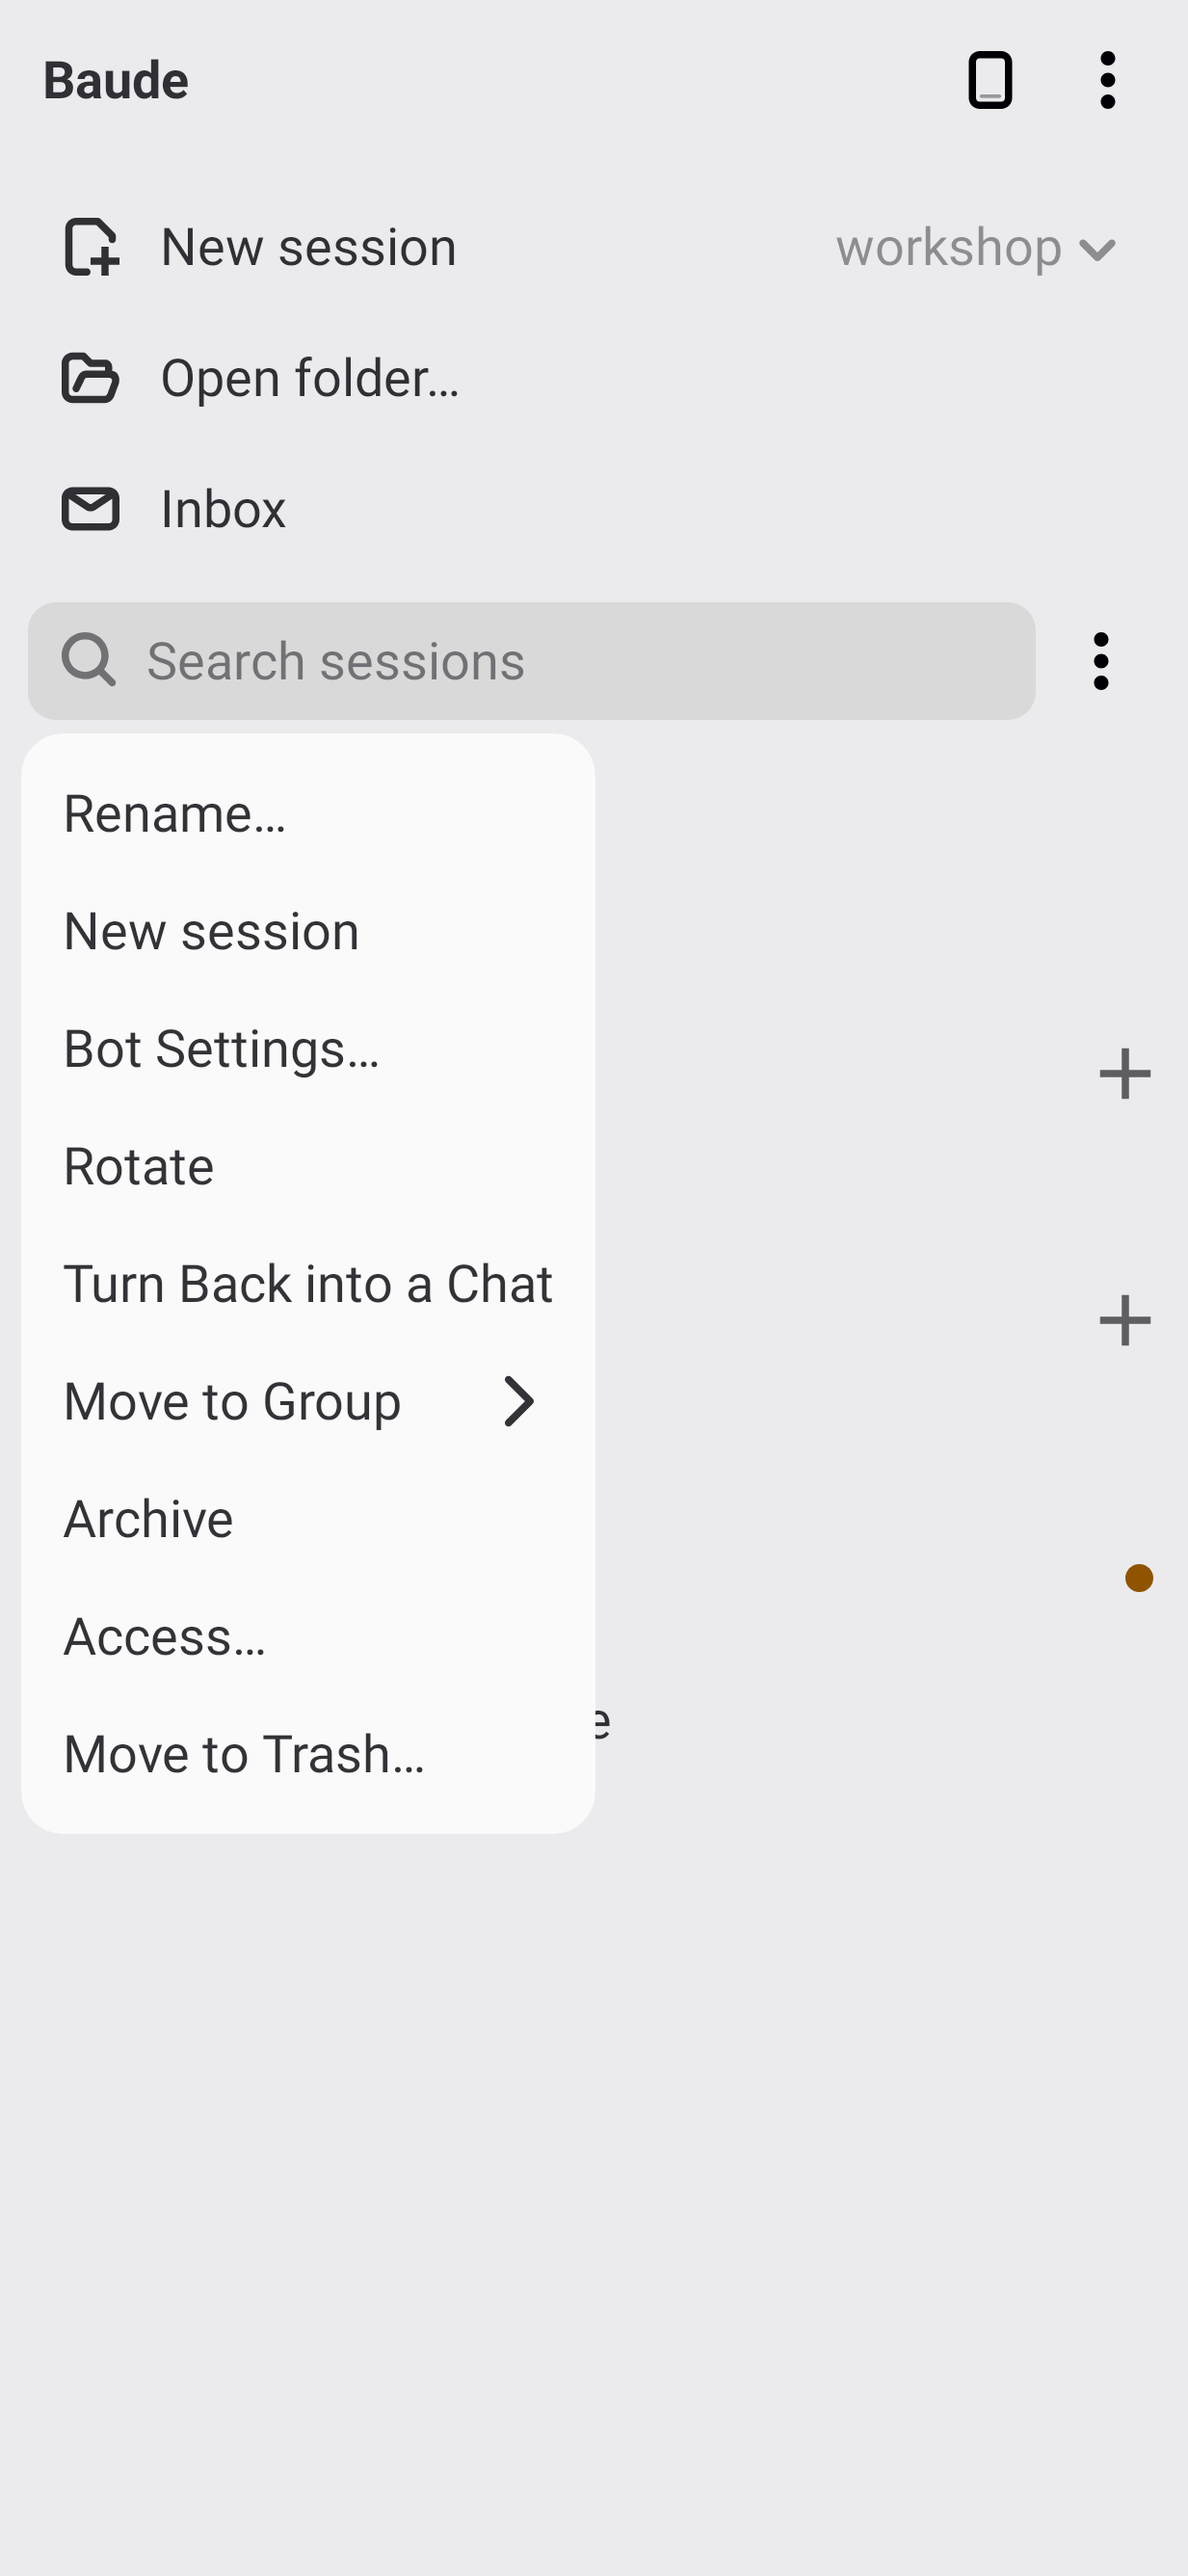 Baude
New session
workshop
Open folder…
Inbox
Search sessions
Rename…
New session
Bot Settings…
Rotate
Turn Back into a Chat
Move to Group
Archive
Access…
Move to Trash…